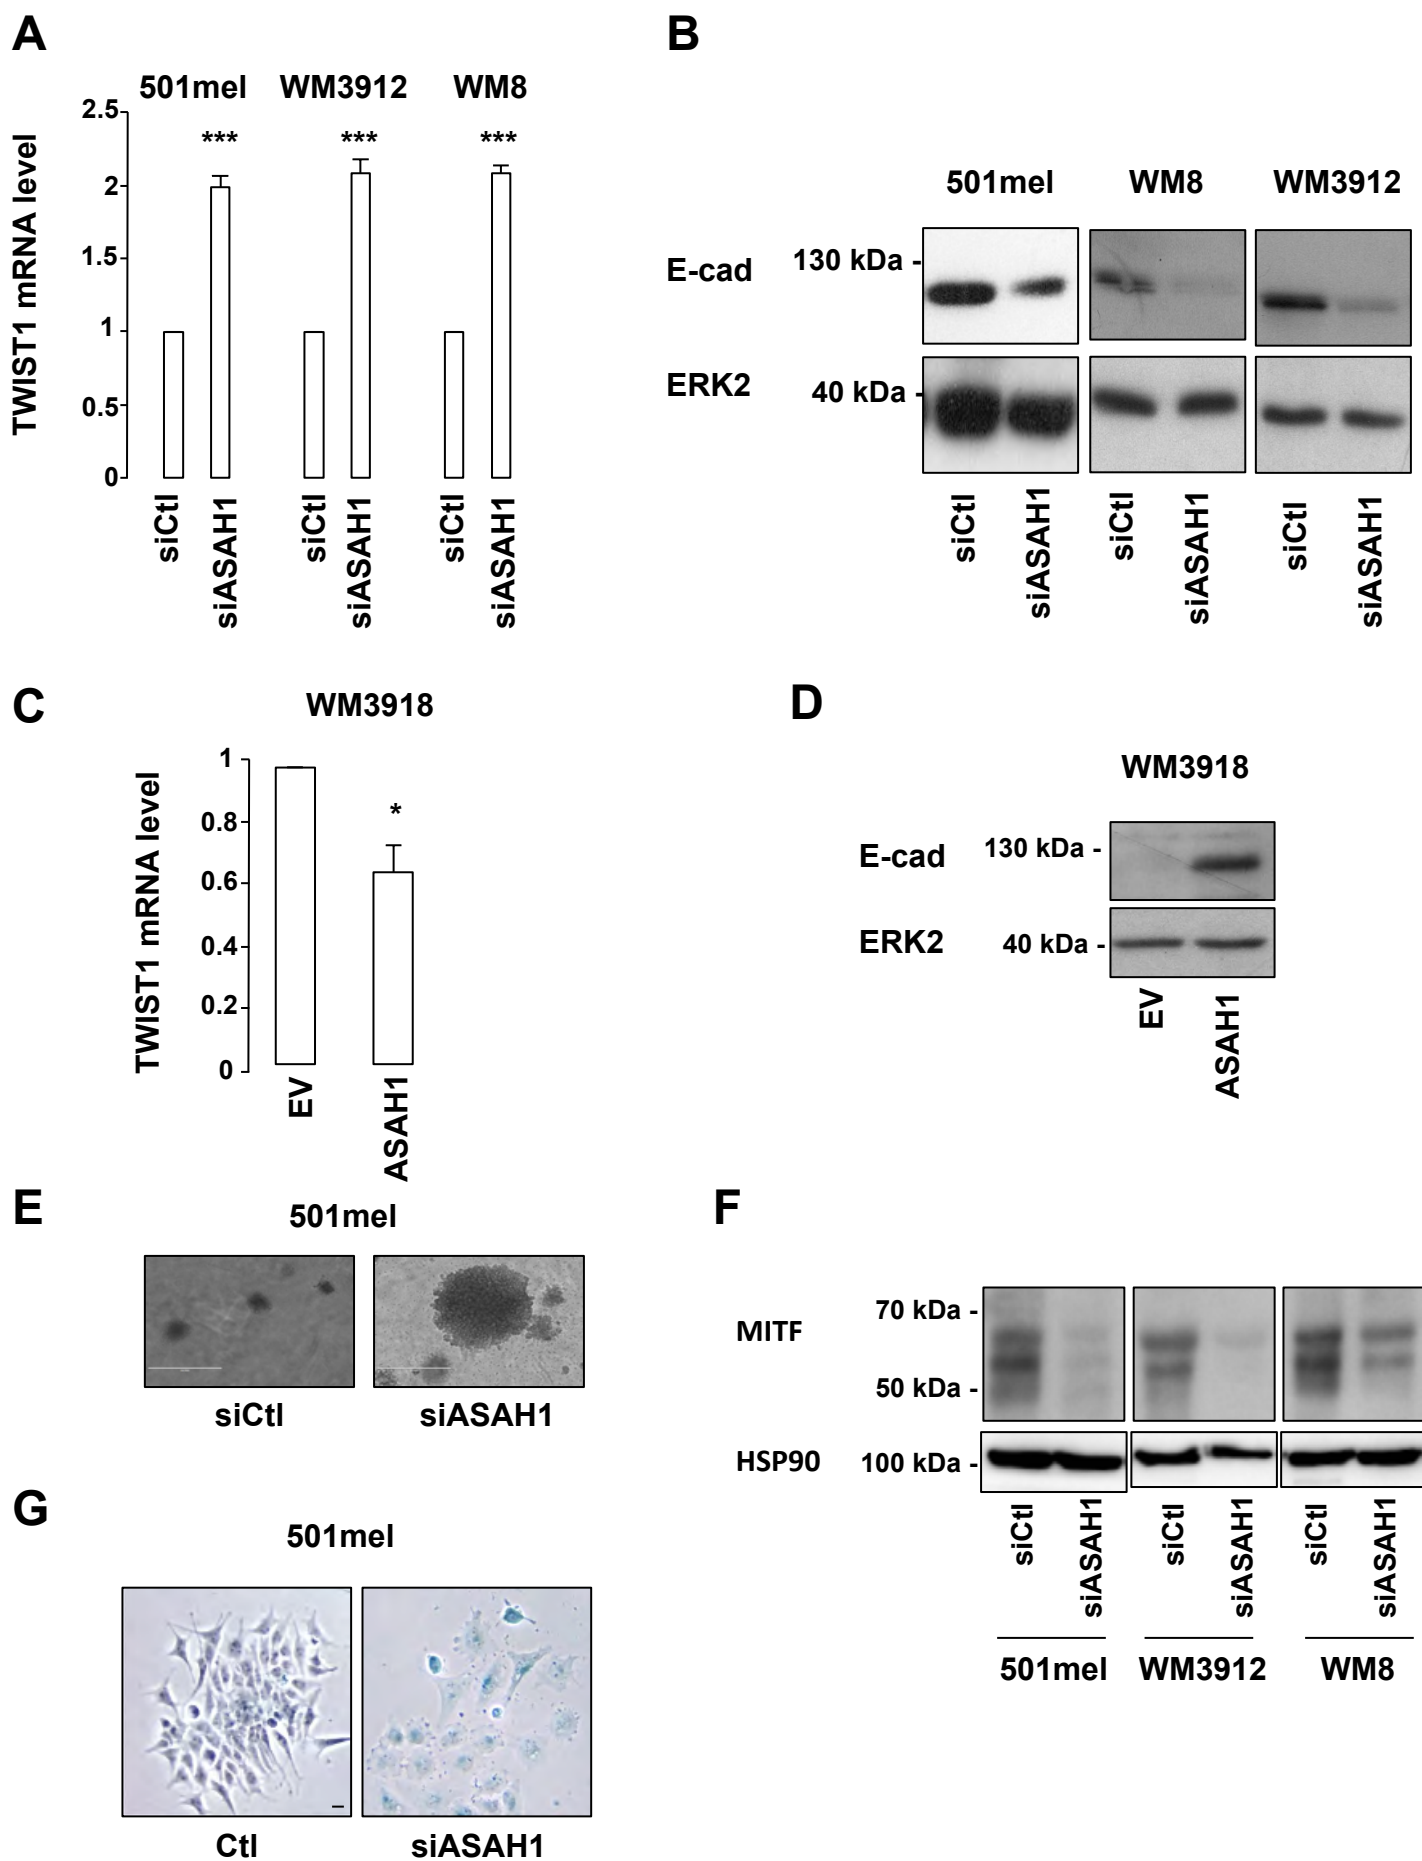 A
501mel WM3912 WM8
TWIST1 mRNA level
2.5
2
1.5
1
0.5
0
*** *** ***
siCtl siASAH1 siCtl siASAH1 siCtl siASAH1
B
501mel WM8 WM3912
E-cad 130 kDa -
ERK2 40 kDa -
siCtl siASAH1 siCtl siASAH1 siCtl siASAH1
C
WM3918
TWIST1 mRNA level
1
0.8
0.6
0.4
0.2
0
*
EV ASAH1
D
WM3918
E-cad 130 kDa -
ERK2 40 kDa -
EV ASAH1
E
501mel
siCtl siASAH1
F
MITF 70 kDa -
50 kDa -
HSP90 100 kDa -
siCtl siASAH1 siCtl siASAH1 siCtl siASAH1
501mel WM3912 WM8
G
501mel
Ctl siASAH1